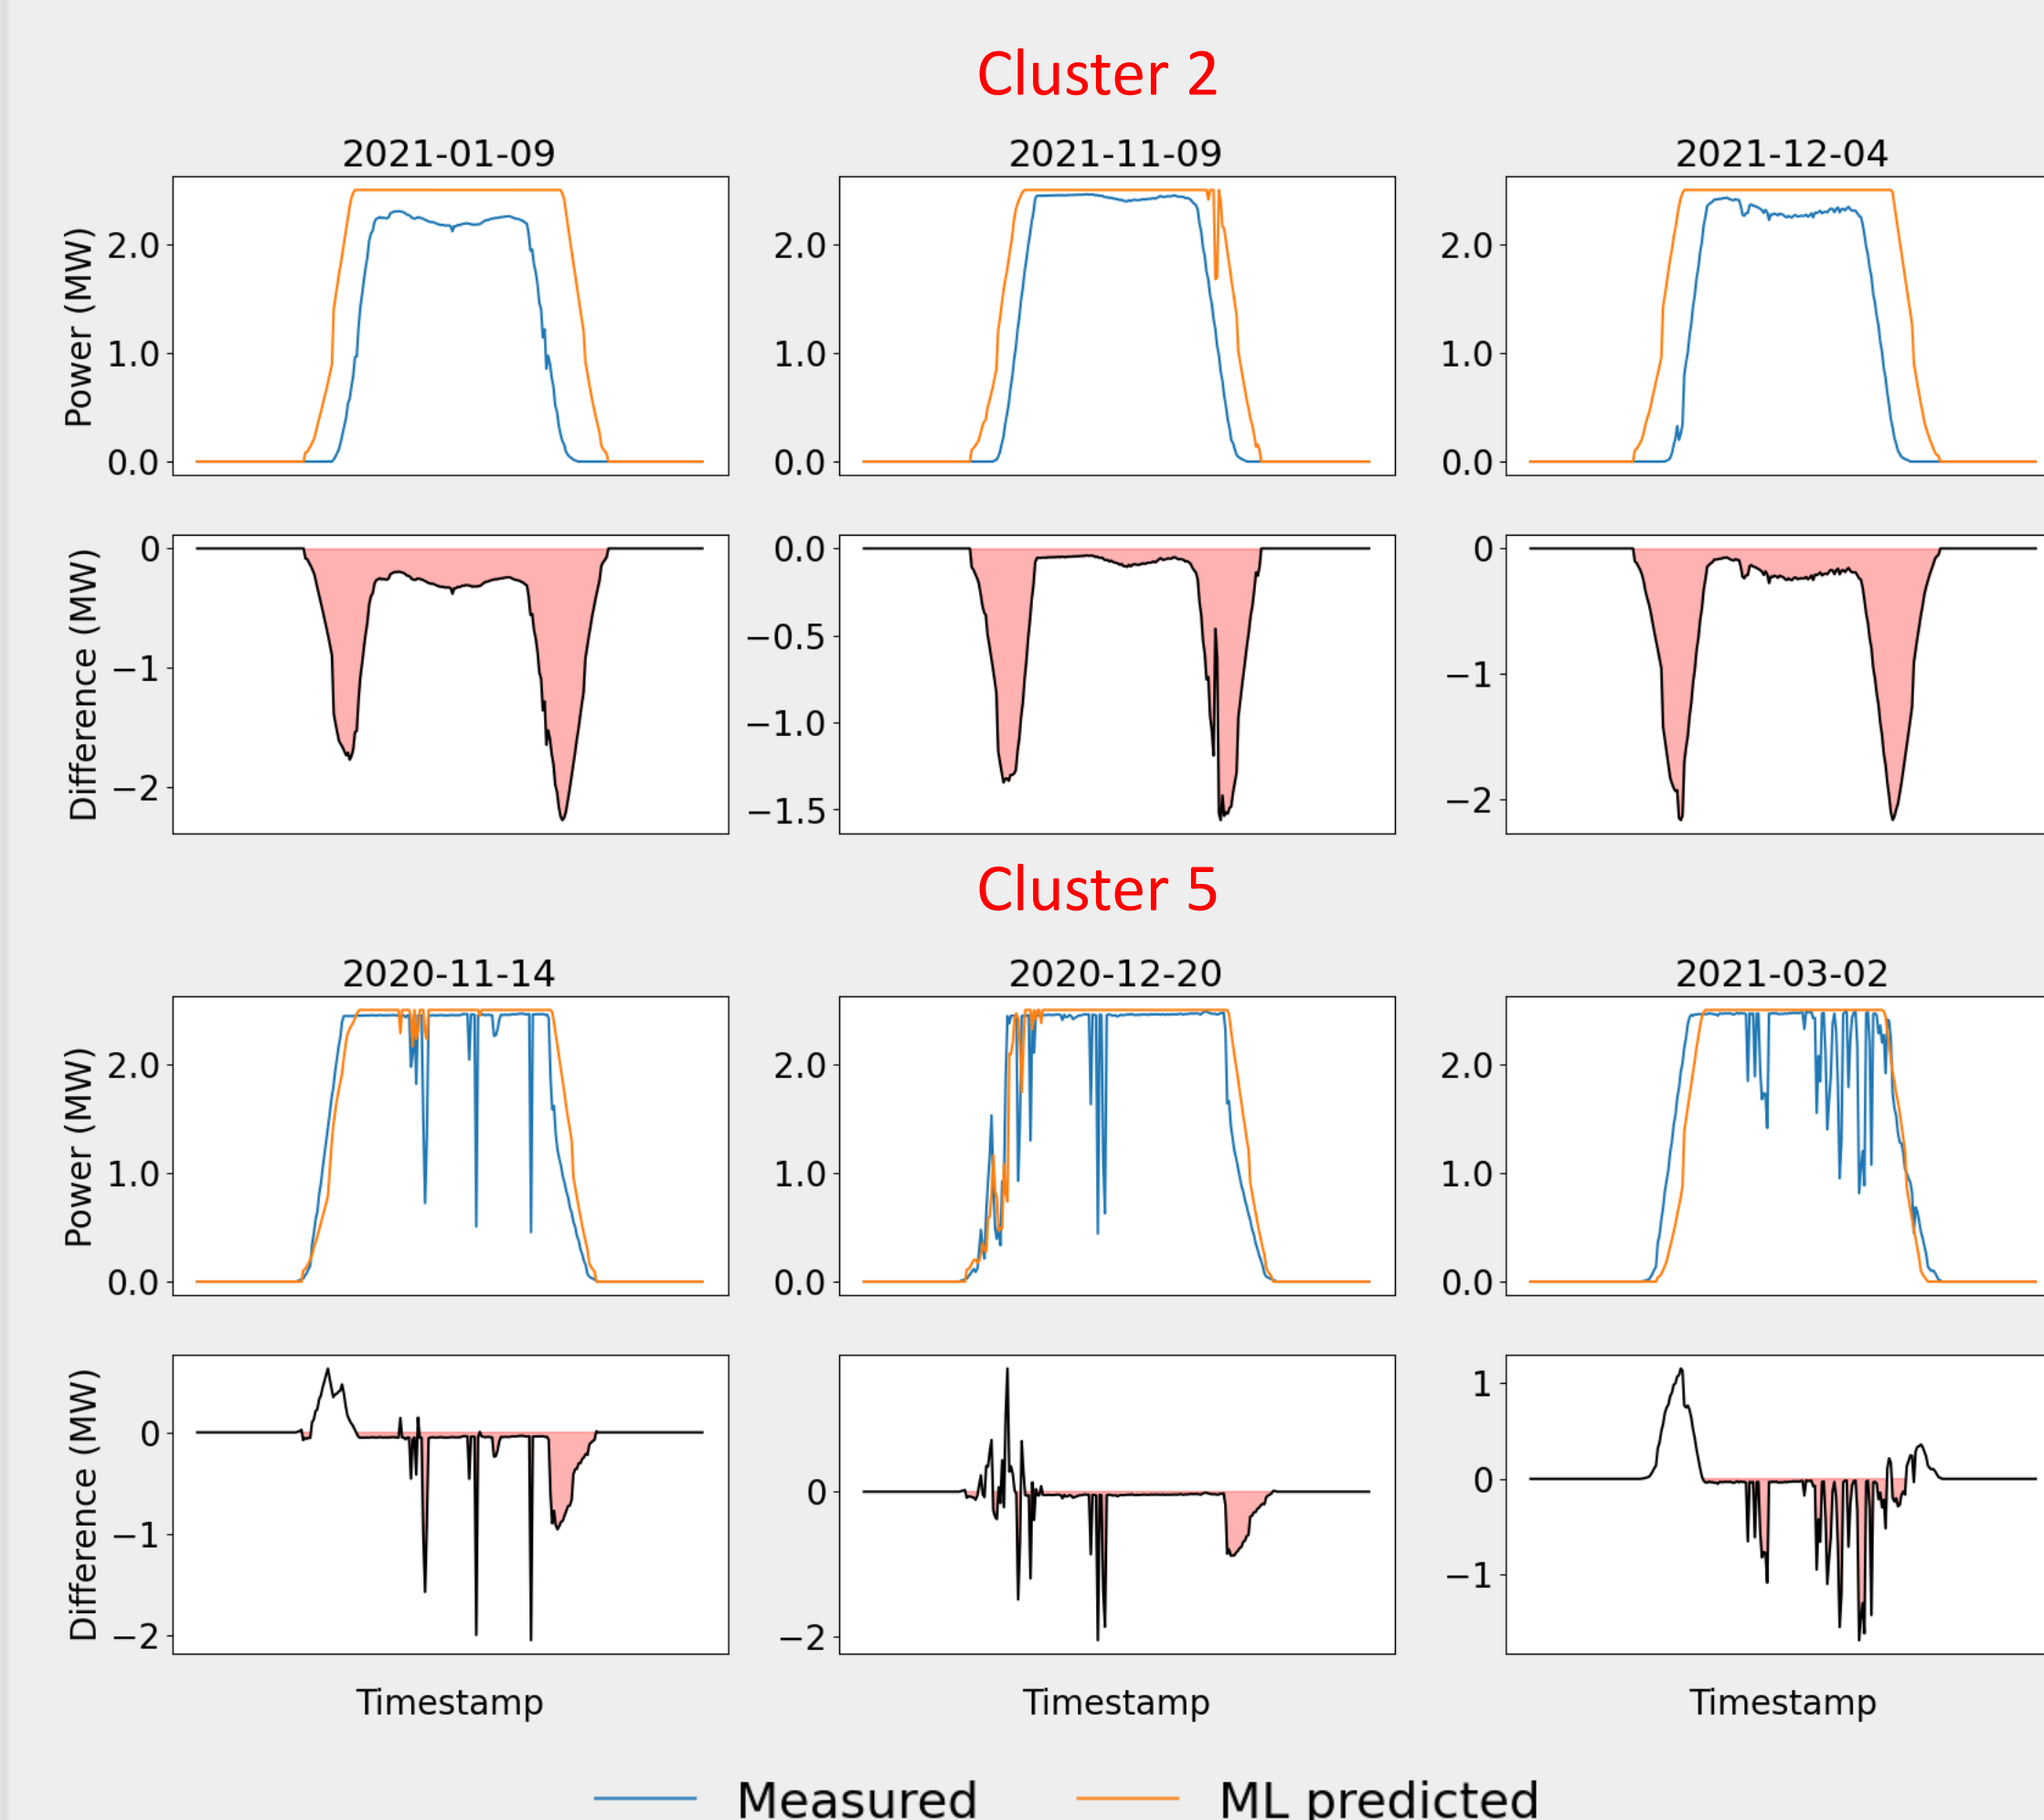 Cluster 2
2021-01-09 2021-11-09 2021-12-04
Power (MW)
2.0 2.0 2.0
1.0 1.0 1.0
0.0 0.0 0.0
Difference (MW)
0 0.0 0
−0.5
−1 −1.0 −1
−2 −1.5 −2
Cluster 5
2020-11-14 2020-12-20 2021-03-02
Power (MW)
2.0 2.0 2.0
1.0 1.0 1.0
0.0 0.0 0.0
Difference (MW)
1
0 0 0
−1 −1
−2 −2
Timestamp Timestamp Timestamp
Measured ML predicted